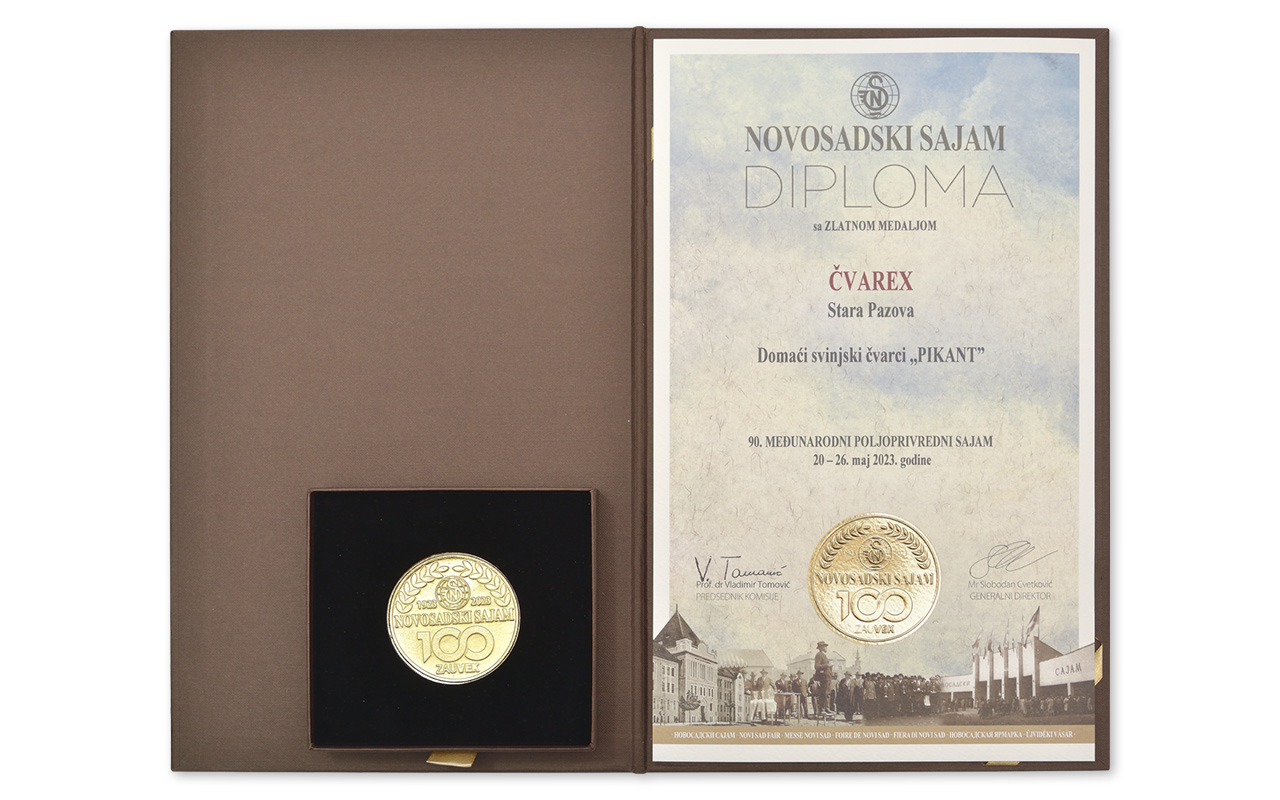 1923 2023
NOVOSADSKI SAJAM
100
ZAUVEK
NOVOSADSKI SAJAM
DIPLOMA
sa ZLATNOM MEDALJOM
ČVAREX
Stara Pazova
Domaći svinjski čvarci „PIKANT”
90. MEĐUNARODNI POLJOPRIVREDNI SAJAM
20 – 26. maj 2023. godine
V. Tomanić
Prof. dr Vladimir Tomović
PREDSEDNIK KOMISIJE
NOVOSADSKI SAJAM
100
ZAUVEK
Mr Slobodan Cvetković
GENERALNI DIREKTOR
САЈАМ
НОВОСАДСКИ САЈАМ · NOVI SAD FAIR · MESSE NOVI SAD · FOIRE DE NOVI SAD · FIERA DI NOVI SAD · НОВОСАДСКАЯ ЯРМАРКА · ÚJVIDÉKI VÁSÁR ·